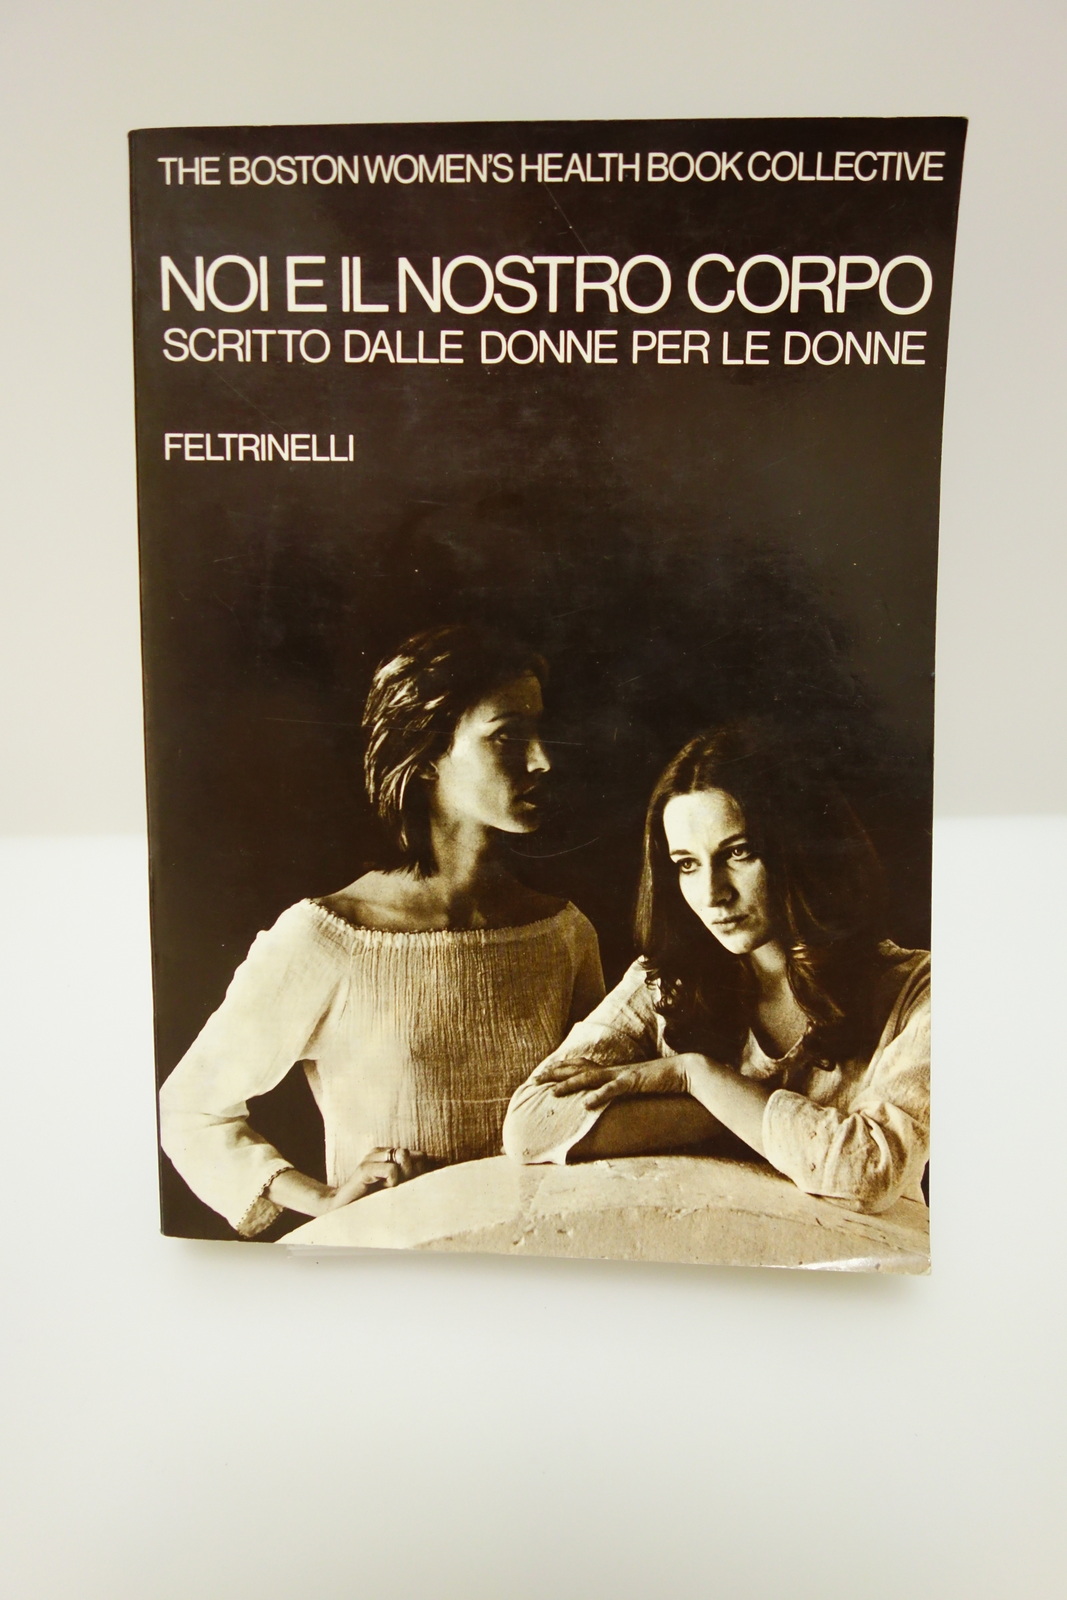 THE BOSTON WOMEN'S HEALTH BOOK COLLECTIVE
NOI E IL NOSTRO CORPO
SCRITTO DALLE DONNE PER LE DONNE
FELTRINELLI